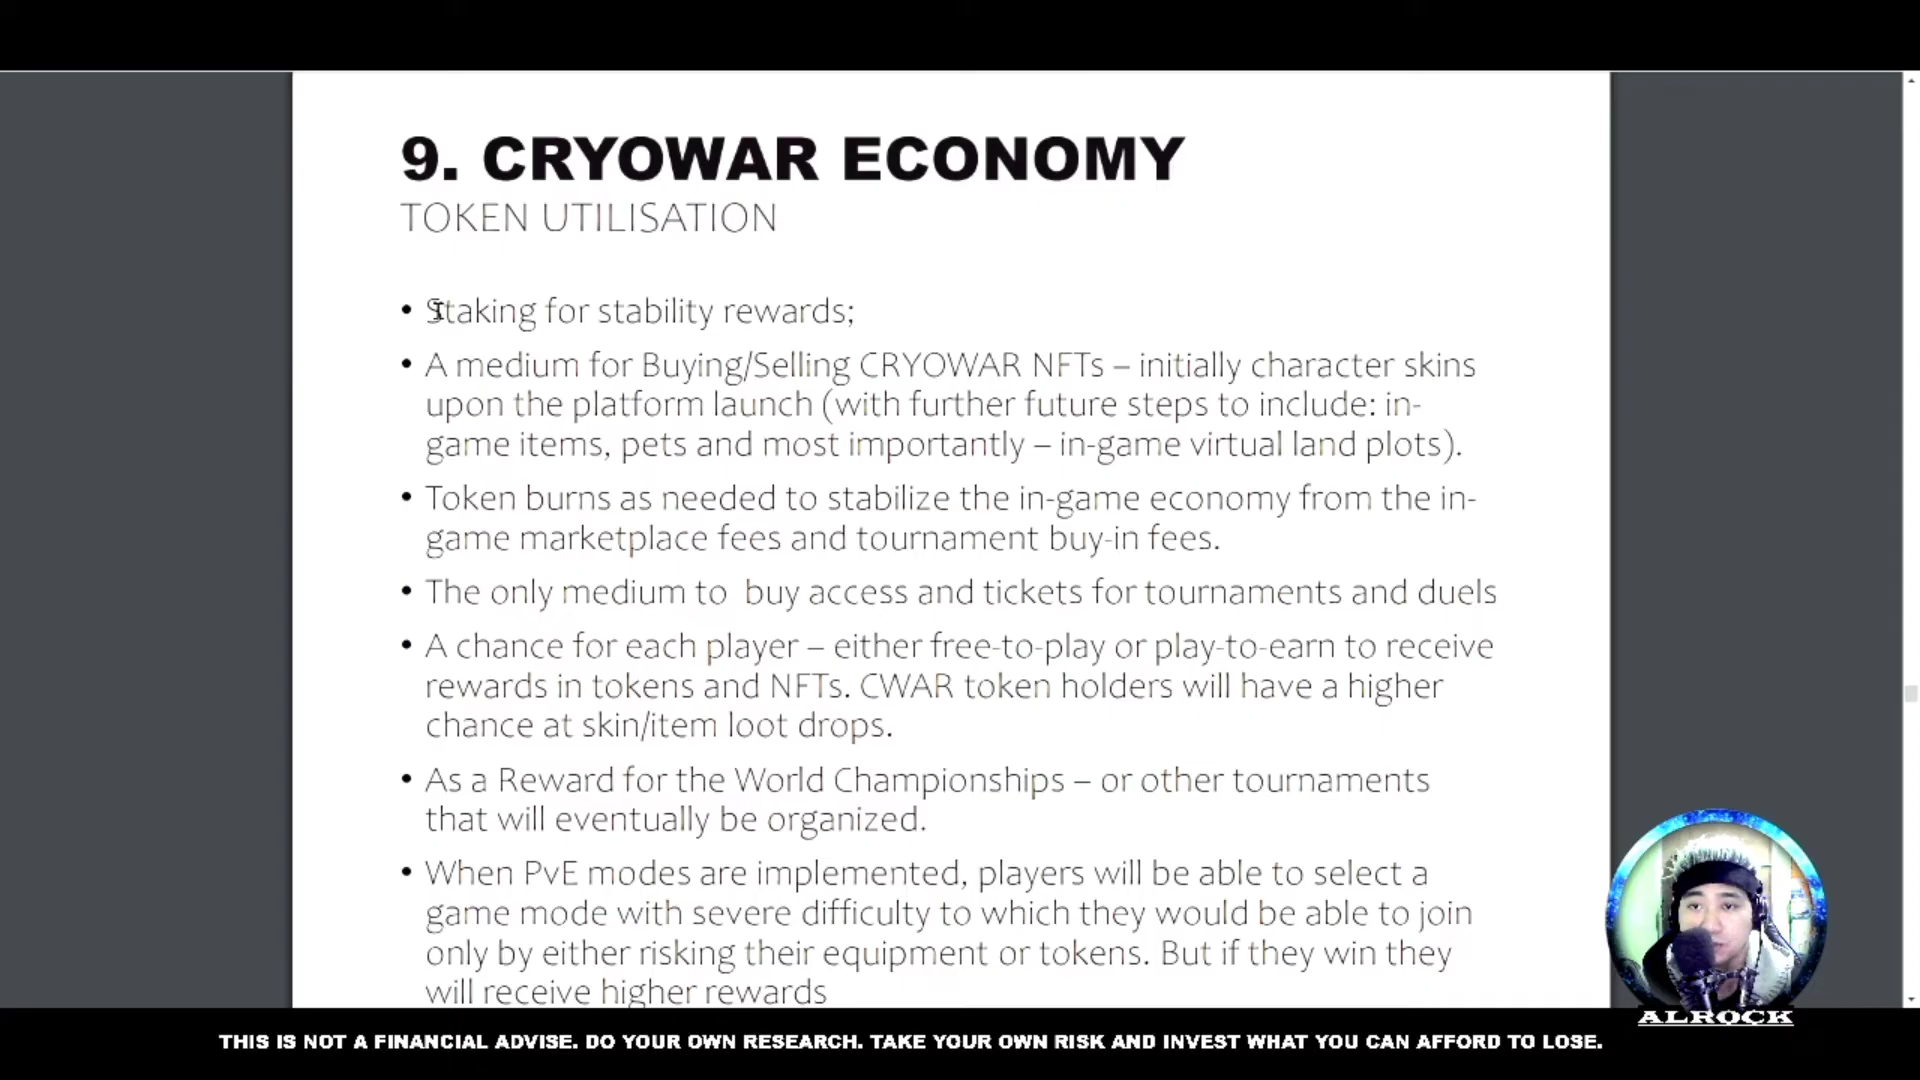 9. CRYOWAR ECONOMY
TOKEN UTILISATION
• Staking for stability rewards;
• A medium for Buying/Selling CRYOWAR NFTs – initially character skins
upon the platform launch (with further future steps to include: in-
game items, pets and most importantly – in-game virtual land plots).
• Token burns as needed to stabilize the in-game economy from the in-
game marketplace fees and tournament buy-in fees.
• The only medium to  buy access and tickets for tournaments and duels
• A chance for each player – either free-to-play or play-to-earn to receive
rewards in tokens and NFTs. CWAR token holders will have a higher
chance at skin/item loot drops.
• As a Reward for the World Championships – or other tournaments
that will eventually be organized.
• When PvE modes are implemented, players will be able to select a
game mode with severe difficulty to which they would be able to join
only by either risking their equipment or tokens. But if they win they
will receive higher rewards
ALROCK
THIS IS NOT A FINANCIAL ADVISE. DO YOUR OWN RESEARCH. TAKE YOUR OWN RISK AND INVEST WHAT YOU CAN AFFORD TO LOSE.